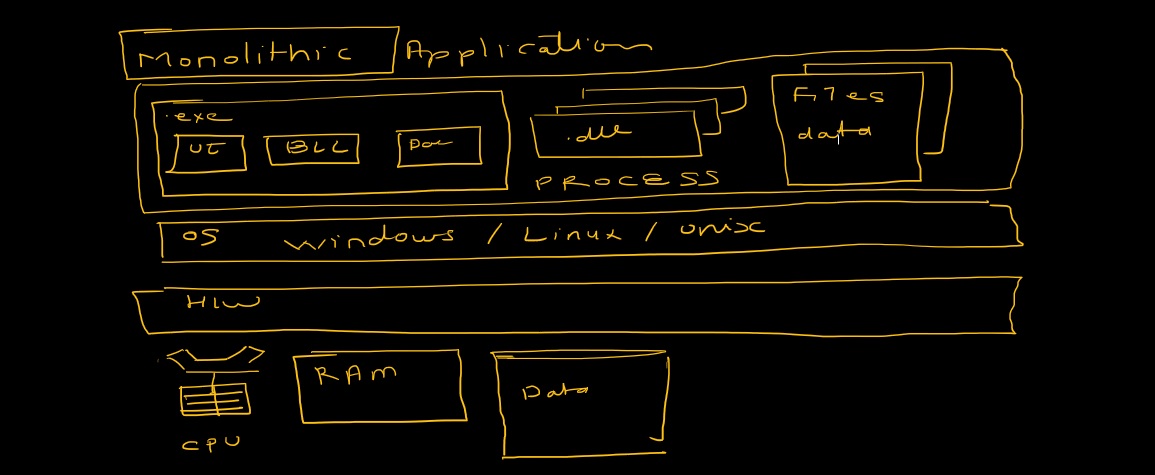 Monolithic Application
.exe
UI
BLL
DAL
.dll
Files
data
PROCESS
OS Windows / Linux / Unix
H/W
RAM
Data
CPU